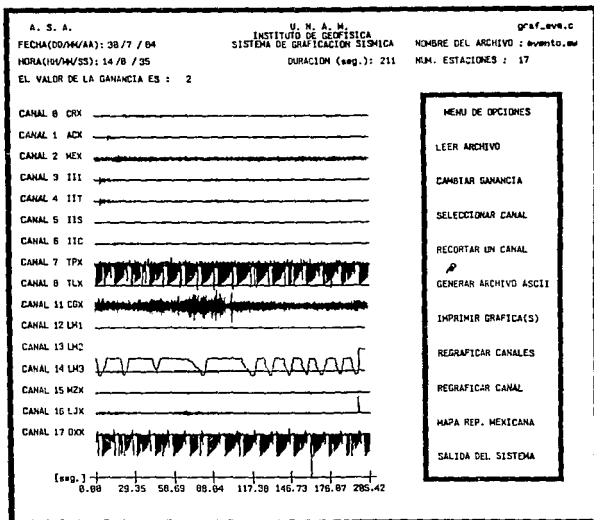 A. S. A.
U. N. A. M.
graf_eve.c
INSTITUTO DE GEOFISICA
FECHA(DD/MM/AA): 30/7 / 84
SISTEMA DE GRAFICACION SISMICA
NOMBRE DEL ARCHIVO : evento.sw
HORA(HH/MM/SS): 14 /8 / 35
DURACION (seg.): 211
NUM. ESTACIONES : 17
EL VALOR DE LA GANANCIA ES : 2
CANAL 0 CRX
CANAL 1 ACX
CANAL 2 MEX
CANAL 3 III
CANAL 4 IIT
CANAL 5 IIS
CANAL 6 IIC
CANAL 7 TPX
CANAL 8 TLX
CANAL 11 CGX
CANAL 12 LM1
CANAL 13 LM2
CANAL 14 LM3
CANAL 15 MZX
CANAL 16 LJX
CANAL 17 OXX
[seg.]
0.00 29.35 58.69 88.04 117.38 146.73 176.07 205.42
MENU DE OPCIONES
LEER ARCHIVO
CAMBIAR GANANCIA
SELECCIONAR CANAL
RECORTAR UN CANAL
GENERAR ARCHIVO ASCII
IMPRIMIR GRAFICA(S)
REGRAFICAR CANALES
REGRAFICAR CANAL
MAPA REP. MEXICANA
SALIDA DEL SISTEMA